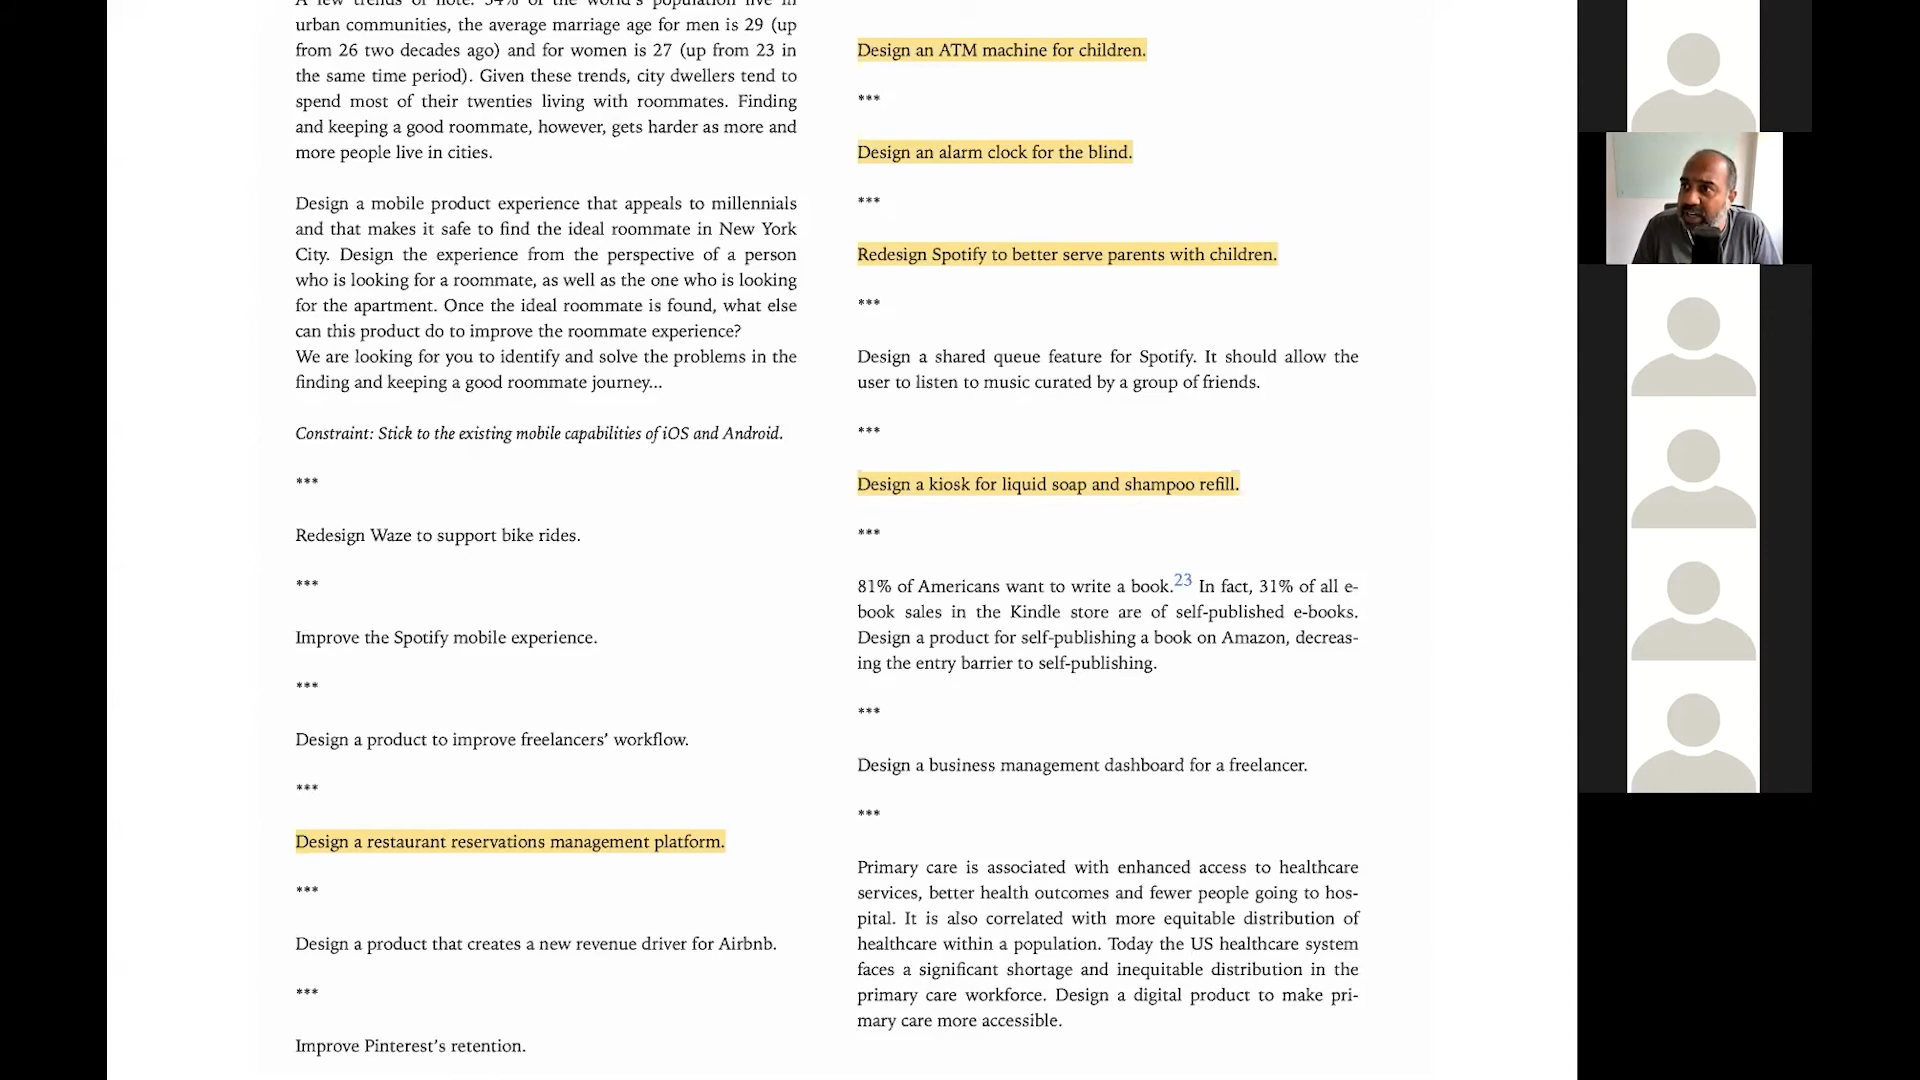 A few trends of note: 54% of the world's population live in
urban communities, the average marriage age for men is 29 (up
from 26 two decades ago) and for women is 27 (up from 23 in
the same time period). Given these trends, city dwellers tend to
spend most of their twenties living with roommates. Finding
and keeping a good roommate, however, gets harder as more and
more people live in cities.
Design a mobile product experience that appeals to millennials
and that makes it safe to find the ideal roommate in New York
City. Design the experience from the perspective of a person
who is looking for a roommate, as well as the one who is looking
for the apartment. Once the ideal roommate is found, what else
can this product do to improve the roommate experience?
We are looking for you to identify and solve the problems in the
finding and keeping a good roommate journey...
Constraint: Stick to the existing mobile capabilities of iOS and Android.
***
Redesign Waze to support bike rides.
***
Improve the Spotify mobile experience.
***
Design a product to improve freelancers’ workflow.
***
Design a restaurant reservations management platform.
***
Design a product that creates a new revenue driver for Airbnb.
***
Improve Pinterest’s retention.
Design an ATM machine for children.
***
Design an alarm clock for the blind.
***
Redesign Spotify to better serve parents with children.
***
Design a shared queue feature for Spotify. It should allow the
user to listen to music curated by a group of friends.
***
Design a kiosk for liquid soap and shampoo refill.
***
81% of Americans want to write a book.23 In fact, 31% of all e-
book sales in the Kindle store are of self-published e-books.
Design a product for self-publishing a book on Amazon, decreas-
ing the entry barrier to self-publishing.
***
Design a business management dashboard for a freelancer.
***
Primary care is associated with enhanced access to healthcare
services, better health outcomes and fewer people going to hos-
pital. It is also correlated with more equitable distribution of
healthcare within a population. Today the US healthcare system
faces a significant shortage and inequitable distribution in the
primary care workforce. Design a digital product to make pri-
mary care more accessible.